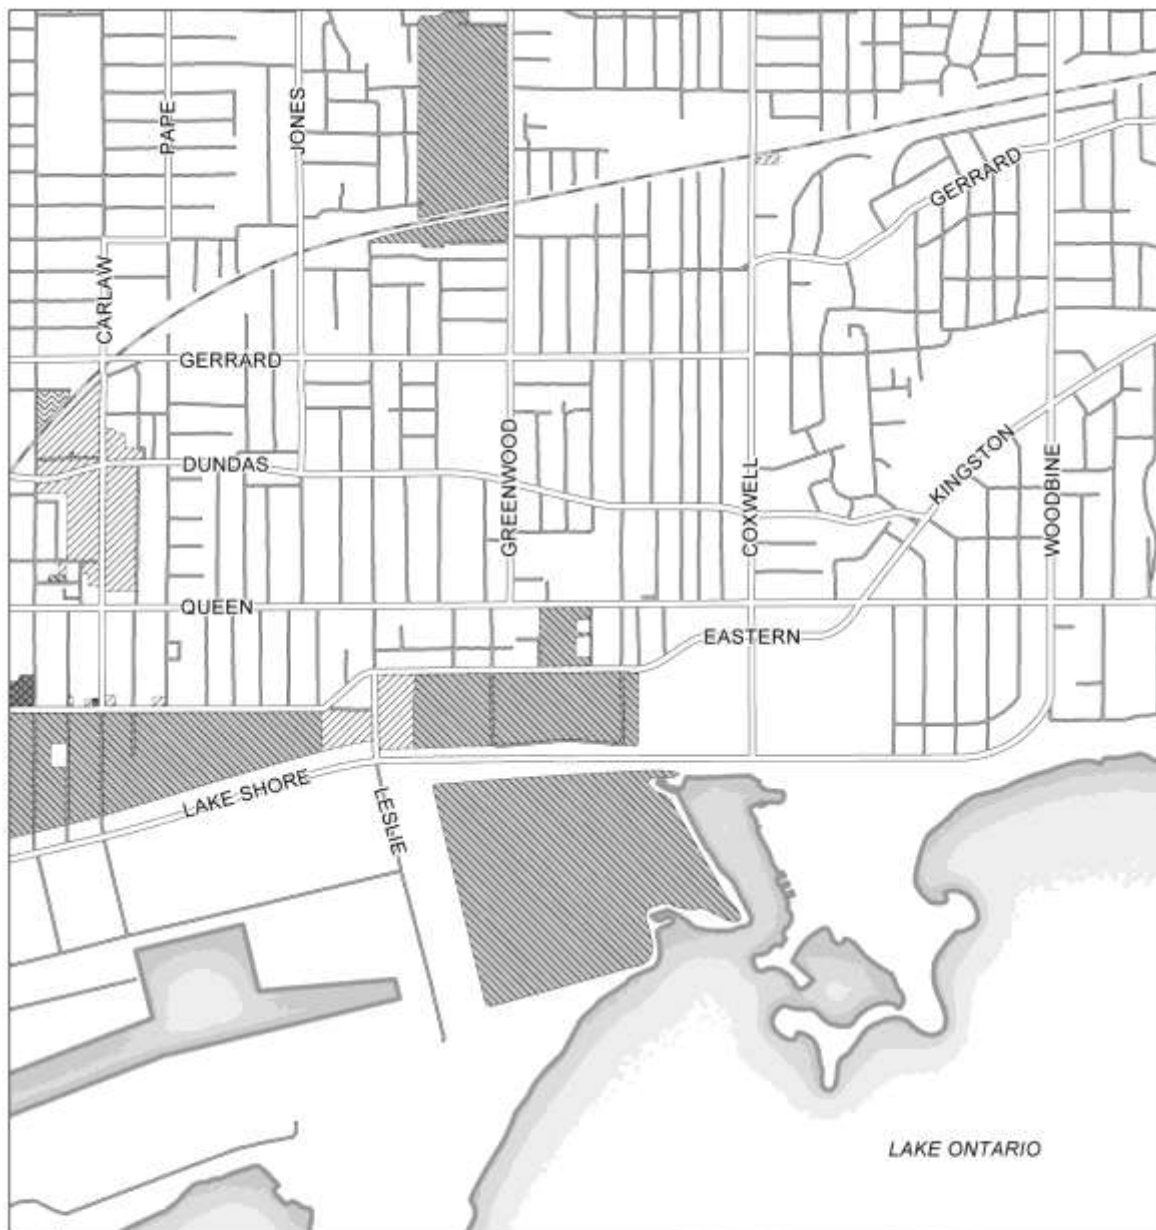 PAPE
JONES
GERRARD
CARLAW
GERRARD
DUNDAS
GREENWOOD
COXWELL
KINGSTON
WOODBINE
QUEEN
EASTERN
LAKE SHORE
LESLIE
LAKE ONTARIO